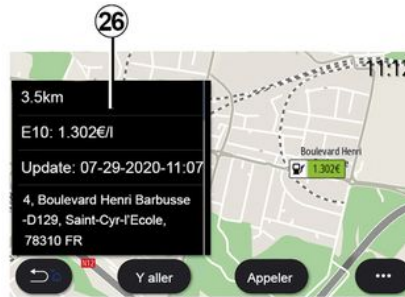 26
11:12
3.5km
E10: 1.302€/l
Update: 07-29-2020-11:07
4, Boulevard Henri Barbusse
-D129, Saint-Cyr-l'Ecole,
78310 FR
Boulevard Henri
1.302€
N12
Y aller
Appeler